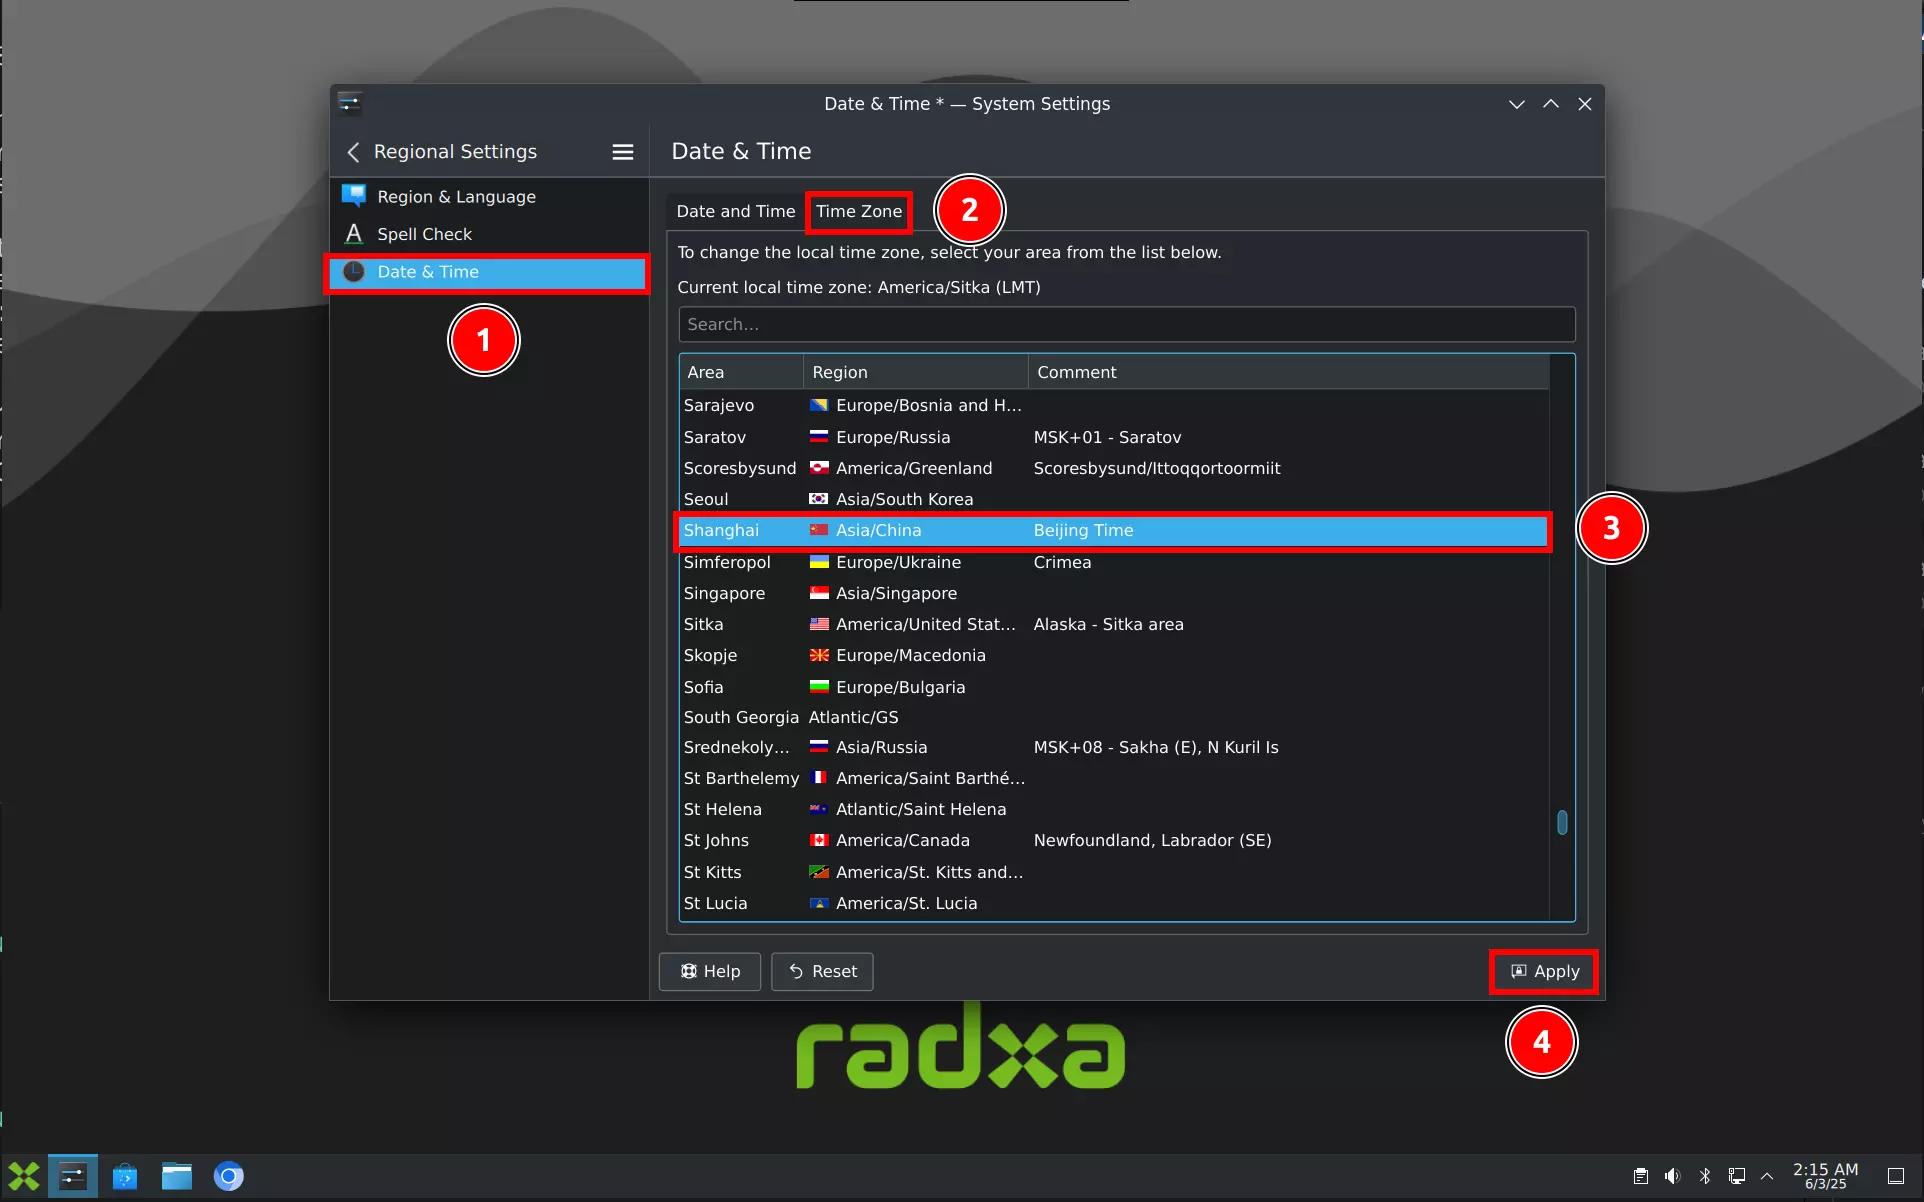 Date & Time * — System Settings
Regional Settings
Date & Time
Region & Language
Spell Check
Date & Time
1
Date and Time
Time Zone
2
To change the local time zone, select your area from the list below.
Current local time zone: America/Sitka (LMT)
Search...
Area Region Comment
Sarajevo Europe/Bosnia and H...
Saratov Europe/Russia MSK+01 - Saratov
Scoresbysund America/Greenland Scoresbysund/Ittoqqortoormiit
Seoul Asia/South Korea
Shanghai Asia/China Beijing Time
3
Simferopol Europe/Ukraine Crimea
Singapore Asia/Singapore
Sitka America/United Stat... Alaska - Sitka area
Skopje Europe/Macedonia
Sofia Europe/Bulgaria
South Georgia Atlantic/GS
Srednekoly... Asia/Russia MSK+08 - Sakha (E), N Kuril Is
St Barthelemy America/Saint Barthé...
St Helena Atlantic/Saint Helena
St Johns America/Canada Newfoundland, Labrador (SE)
St Kitts America/St. Kitts and...
St Lucia America/St. Lucia
Help
Reset
Apply
4
radxa
2:15 AM
6/3/25